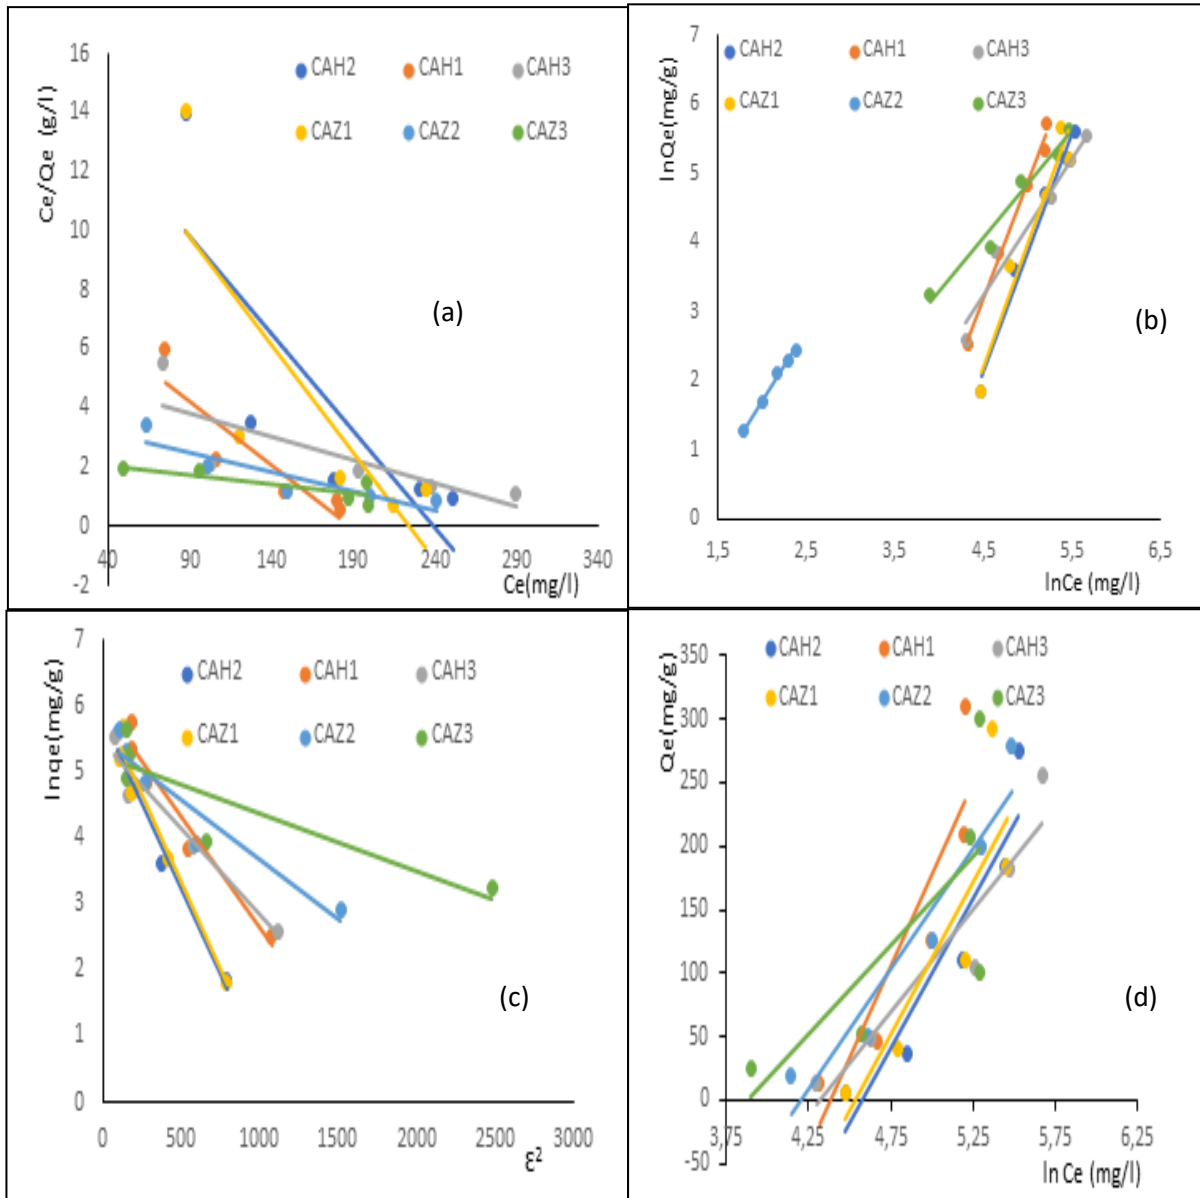 16
14
12
10
8
6
4
2
0
-2
Ce/Qe (g/l)
CAH2 CAH1 CAH3
CAZ1 CAZ2 CAZ3
(a)
40 90 140 190 240 290 340
Ce(mg/l)
7
6
5
4
3
2
1
0
lnQe(mg/g)
CAH2 CAH1 CAH3
CAZ1 CAZ2 CAZ3
(b)
1,5 2,5 3,5 4,5 5,5 6,5
lnCe (mg/l)
7
6
5
4
3
2
1
0
lnqe(mg/g)
CAH2 CAH1 CAH3
CAZ1 CAZ2 CAZ3
(c)
0 500 1000 1500 2000 2500 3000
Ɛ²
350
300
250
200
150
100
50
0
-50
Qe(mg/g)
CAH2 CAH1 CAH3
CAZ1 CAZ2 CAZ3
(d)
3,75 4,25 4,75 5,25 5,75 6,25
ln Ce (mg/l)